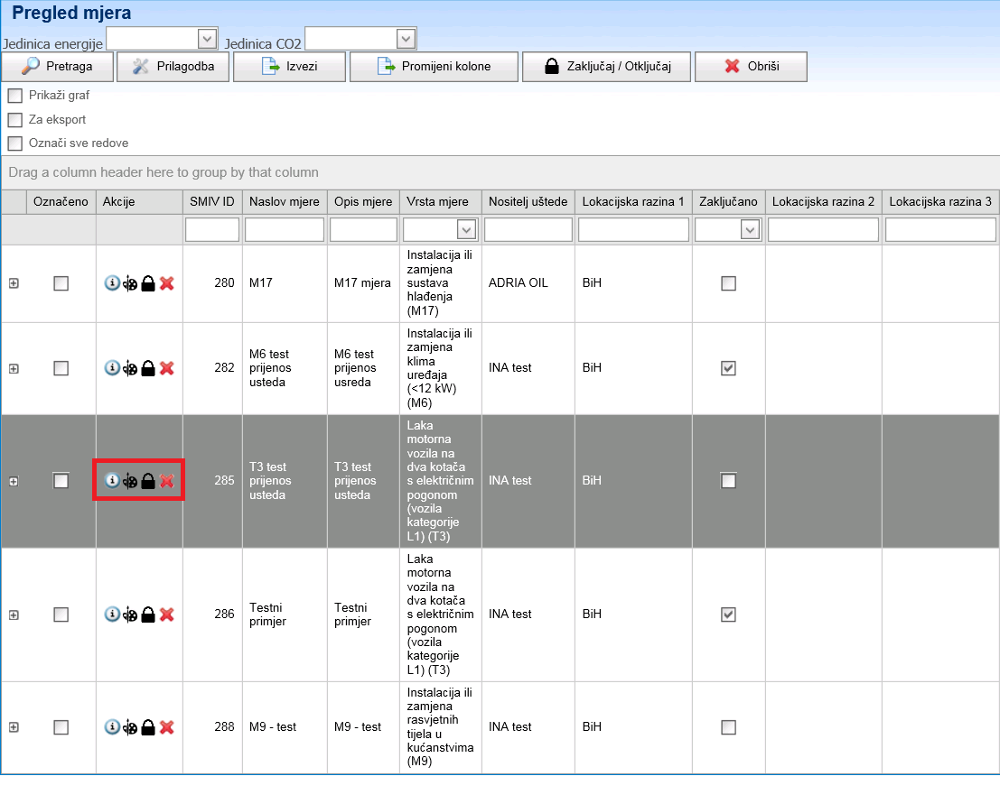 Pregled mjera
Jedinica energije Jedinica CO2
Pretraga Prilagodba Izvezi Promijeni kolone Zaključaj / Otključaj Obriši
Prikaži graf
Za eksport
Označi sve redove
Drag a column header here to group by that column
Označeno Akcije SMIV ID Naslov mjere Opis mjere Vrsta mjere Nositelj uštede Lokacijska razina 1 Zaključano Lokacijska razina 2 Lokacijska razina 3
280 M17 M17 mjera
Instalacija ili
zamjena
sustava
hlađenja
(M17)
ADRIA OIL BiH
282
M6 test
prijenos
usteda
M6 test
prijenos
usreda
Instalacija ili
zamjena
klima
uređaja
(<12 kW)
(M6)
INA test BiH
285
T3 test
prijenos
usteda
T3 test
prijenos
usteda
Laka
motorna
vozila na
dva kotača
s električnim
pogonom
(vozila
kategorije
L1) (T3)
INA test BiH
286
Testni
primjer
Testni
primjer
Laka
motorna
vozila na
dva kotača
s električnim
pogonom
(vozila
kategorije
L1) (T3)
INA test BiH
288 M9 - test M9 - test
Instalacija ili
zamjena
rasvjetnih
tijela u
kućanstvima
(M9)
INA test BiH